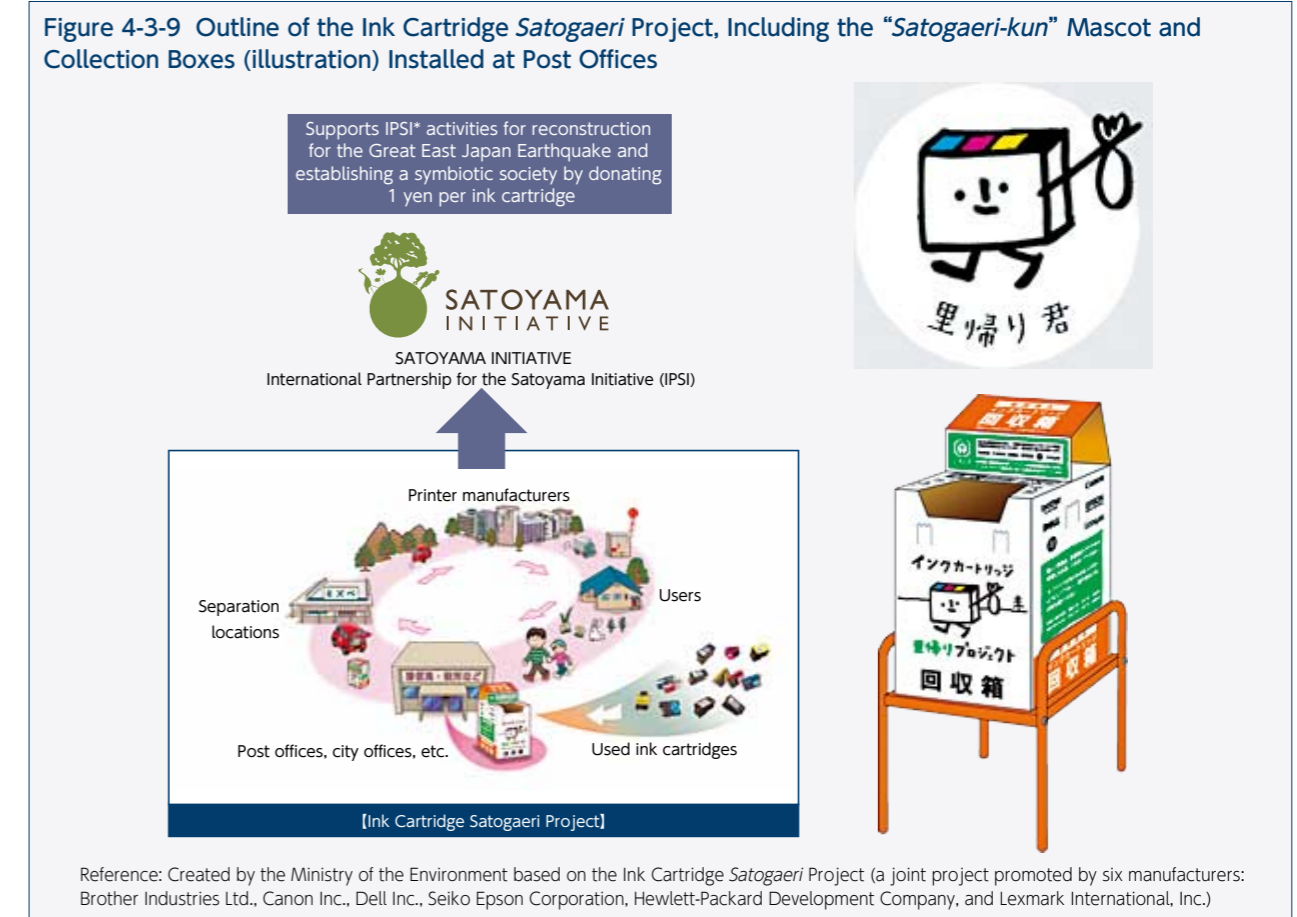 Figure 4-3-9 Outline of the Ink Cartridge Satogaeri Project, Including the “Satogaeri-kun” Mascot and
Collection Boxes (illustration) Installed at Post Offices
Supports IPSI* activities for reconstruction
for the Great East Japan Earthquake and
establishing a symbiotic society by donating
1 yen per ink cartridge
SATOYAMA
INITIATIVE
SATOYAMA INITIATIVE
International Partnership for the Satoyama Initiative (IPSI)
里帰り君
Printer manufacturers
Users
Separation
locations
Post offices, city offices, etc.
Used ink cartridges
【Ink Cartridge Satogaeri Project】
回収箱
インクカートリッジ
里帰りプロジェクト
回収箱
回収箱
Reference: Created by the Ministry of the Environment based on the Ink Cartridge Satogaeri Project (a joint project promoted by six manufacturers:
Brother Industries Ltd., Canon Inc., Dell Inc., Seiko Epson Corporation, Hewlett-Packard Development Company, and Lexmark International, Inc.)